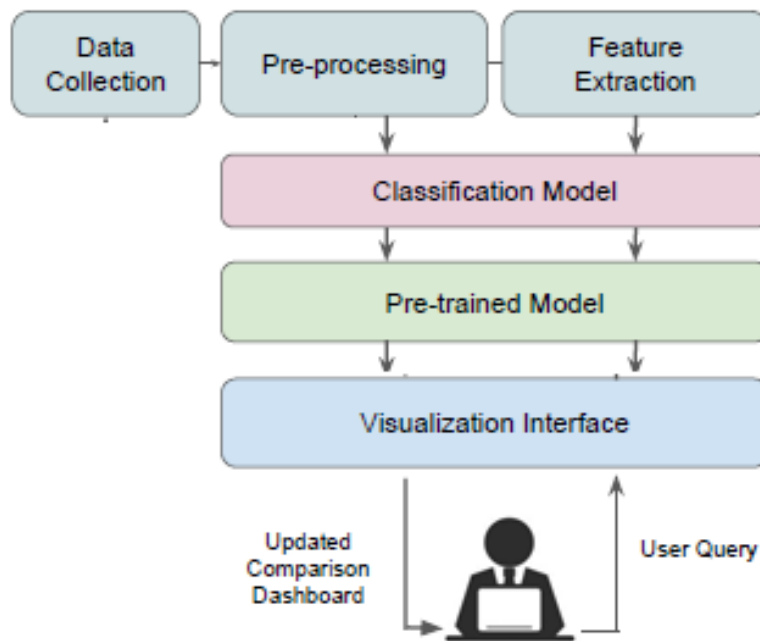 Data
Collection
Pre-processing
Feature
Extraction
Classification Model
Pre-trained Model
Visualization Interface
Updated
Comparison
Dashboard
User Query